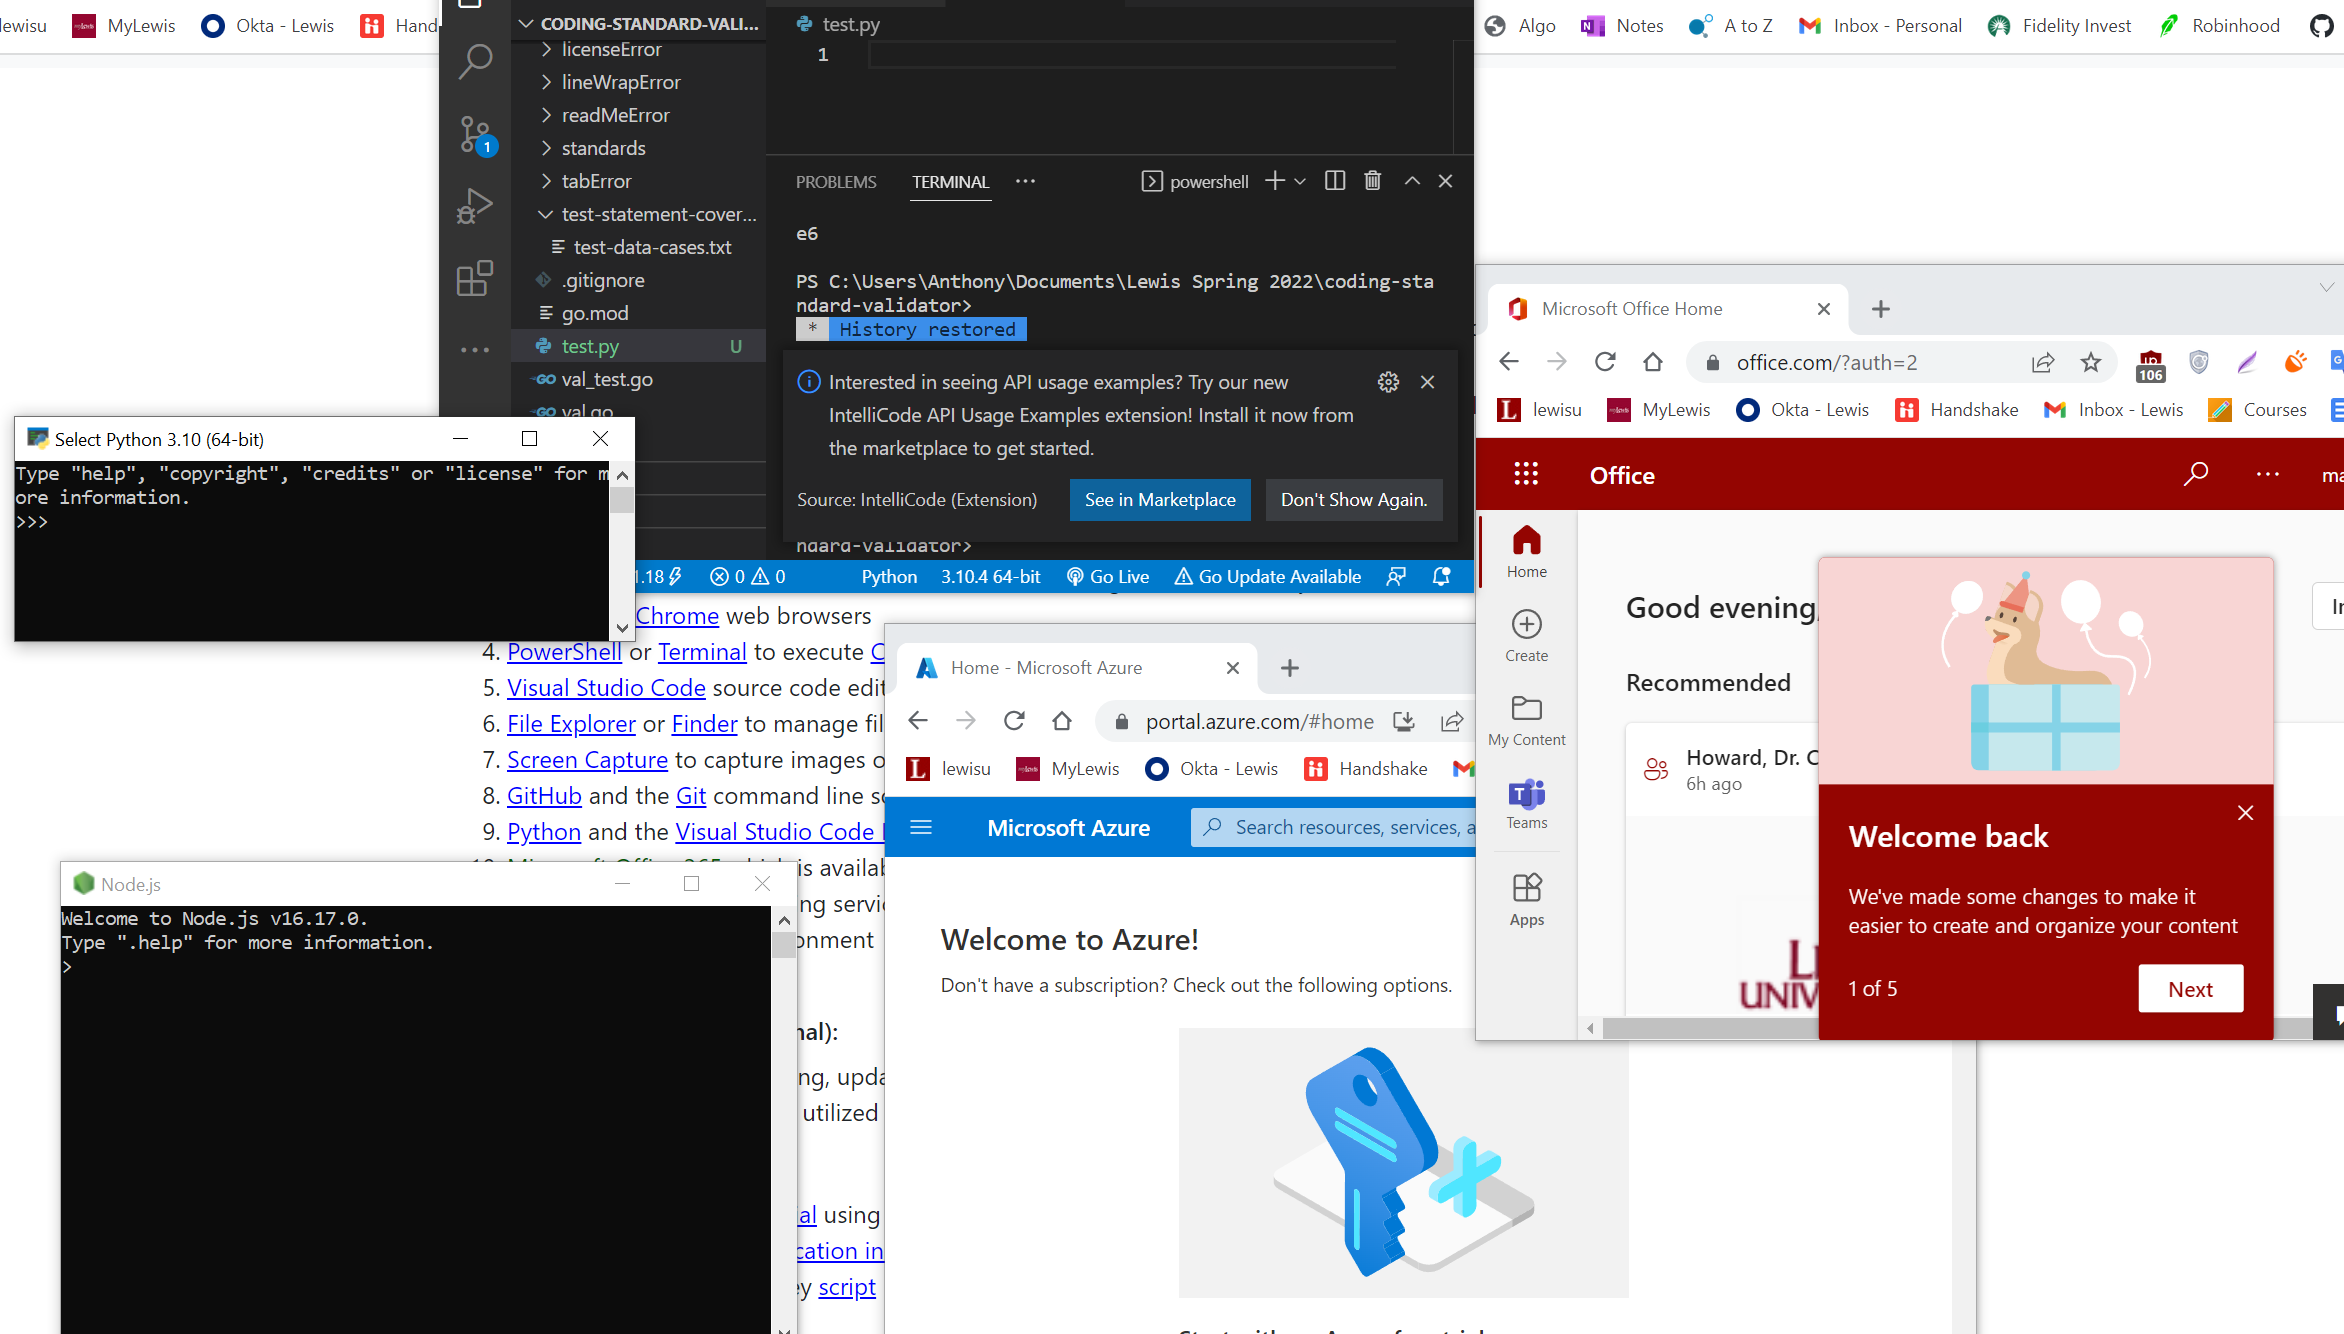 lewisu MyLewis Okta - Lewis Hand
Algo Notes A to Z Inbox - Personal Fidelity Invest Robinhood
CODING-STANDARD-VALI...
licenseError
lineWrapError
readMeError
standards
tabError
test-statement-cover...
test-data-cases.txt
.gitignore
go.mod
test.py U
val_test.go
val.go
1
test.py
1
PROBLEMS TERMINAL ... powershell
e6
PS C:\Users\Anthony\Documents\Lewis Spring 2022\coding-sta
ndard-validator>
* History restored
Interested in seeing API usage examples? Try our new
IntelliCode API Usage Examples extension! Install it now from
the marketplace to get started.
Source: IntelliCode (Extension) See in Marketplace Don't Show Again.
ndard-validator>
1.18 0 0 Python 3.10.4 64-bit Go Live Go Update Available
Select Python 3.10 (64-bit)
Type "help", "copyright", "credits" or "license" for m
ore information.
>>>
Chrome web browsers
4. PowerShell or Terminal to execute C
5. Visual Studio Code source code edit
6. File Explorer or Finder to manage fil
7. Screen Capture to capture images o
8. GitHub and the Git command line so
9. Python and the Visual Studio Code
is availab
ng servic
onment
nal):
ng, upda
utilized
al using
cation in
ey script
Node.js
Welcome to Node.js v16.17.0.
Type ".help" for more information.
>
Home - Microsoft Azure
portal.azure.com/#home
lewisu MyLewis Okta - Lewis Handshake
Microsoft Azure Search resources, services, a
Welcome to Azure!
Don't have a subscription? Check out the following options.
Microsoft Office Home
office.com/?auth=2
106
lewisu MyLewis Okta - Lewis Handshake Inbox - Lewis Courses
Office ... ma
Home
Create
My Content
Teams
Apps
Good evening,
In
Recommended
Howard, Dr. C
6h ago
UNIV
Welcome back
We've made some changes to make it
easier to create and organize your content
1 of 5 Next